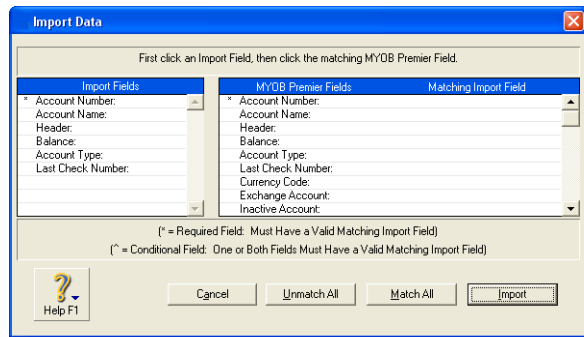 Import Data
First click an Import Field, then click the matching MYOB Premier Field.
Import Fields
* Account Number:
Account Name:
Header:
Balance:
Account Type:
Last Check Number:
MYOB Premier Fields Matching Import Field
* Account Number:
Account Name:
Header:
Balance:
Account Type:
Last Check Number:
Currency Code:
Exchange Account:
Inactive Account:
(* = Required Field: Must Have a Valid Matching Import Field)
(^ = Conditional Field: One or Both Fields Must Have a Valid Matching Import Field)
?
Help F1
Cancel Unmatch All Match All Import